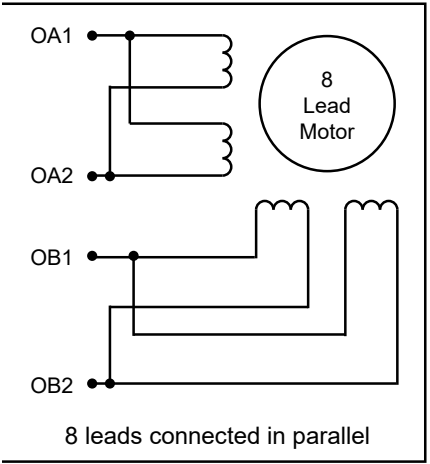 OA1
8
Lead
Motor
OA2
OB1
OB2
8 leads connected in parallel